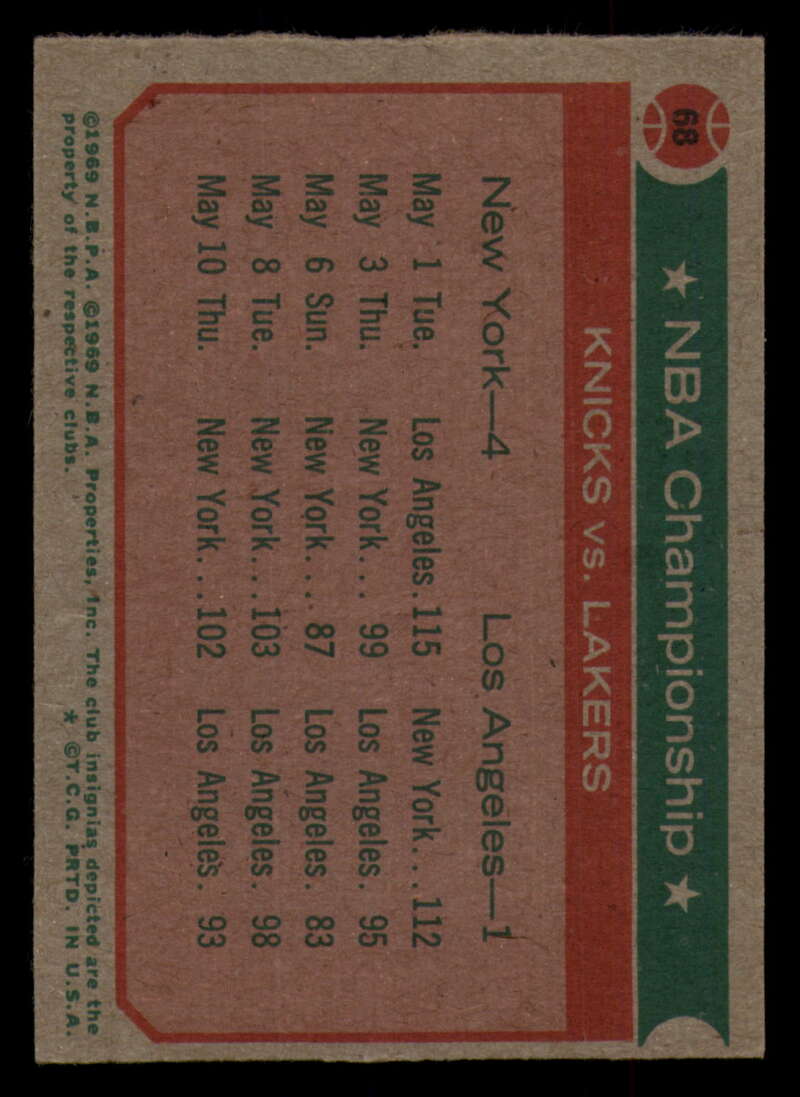 68
★ NBA Championship ★
KNICKS vs. LAKERS
New York—4 Los Angeles—1
May 1 Tue. Los Angeles.115 New York...112
May 3 Thu. New York... 99 Los Angeles. 95
May 6 Sun. New York... 87 Los Angeles. 83
May 8 Tue. New York...103 Los Angeles. 98
May 10 Thu. New York...102 Los Angeles. 93
©1969 N.B.P.A. ©1969 N.B.A. Properties, Inc. The club insignias depicted are the
property of the respective clubs. * ©T.C.G. PRTD. IN U.S.A.